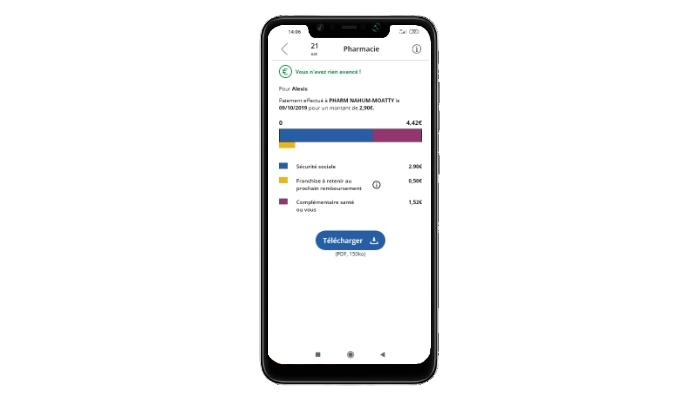 14:06
21
Pharmacie
Vous n'avez rien avancé !
Pour Alexis
Paiement effectué à PHARM NAHUM-MOATTY le
09/10/2019 pour un montant de 2,90€.
0 4,42€
Sécurité sociale 2.90€
Franchise à retenir au
prochain remboursement 0,50€
Complémentaire santé
ou vous 1,52€
Télécharger
(PDF, 150ko)